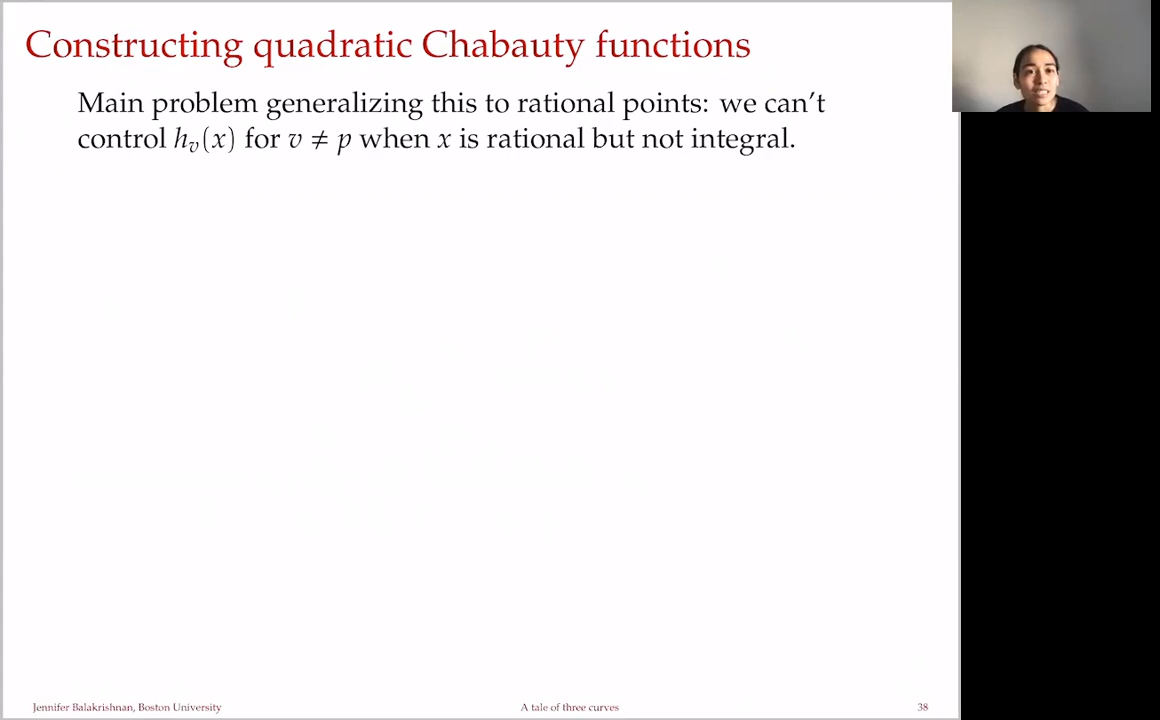 Constructing quadratic Chabauty functions
Main problem generalizing this to rational points: we can't
control hᵥ(x) for v ≠ p when x is rational but not integral.
Jennifer Balakrishnan, Boston University
A tale of three curves
38